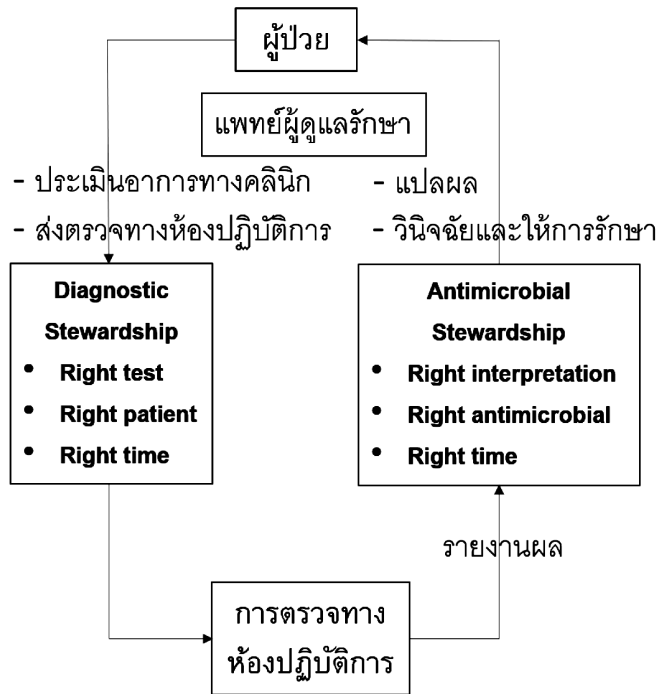 ผู้ป่วย
แพทย์ผู้ดูแลรักษา
- ประเมินอาการทางคลินิก
- ส่งตรวจทางห้องปฏิบัติการ
- แปลผล
- วินิจฉัยและให้การรักษา
Diagnostic
Stewardship
• Right test
• Right patient
• Right time
Antimicrobial
Stewardship
• Right interpretation
• Right antimicrobial
• Right time
รายงานผล
การตรวจทาง
ห้องปฏิบัติการ